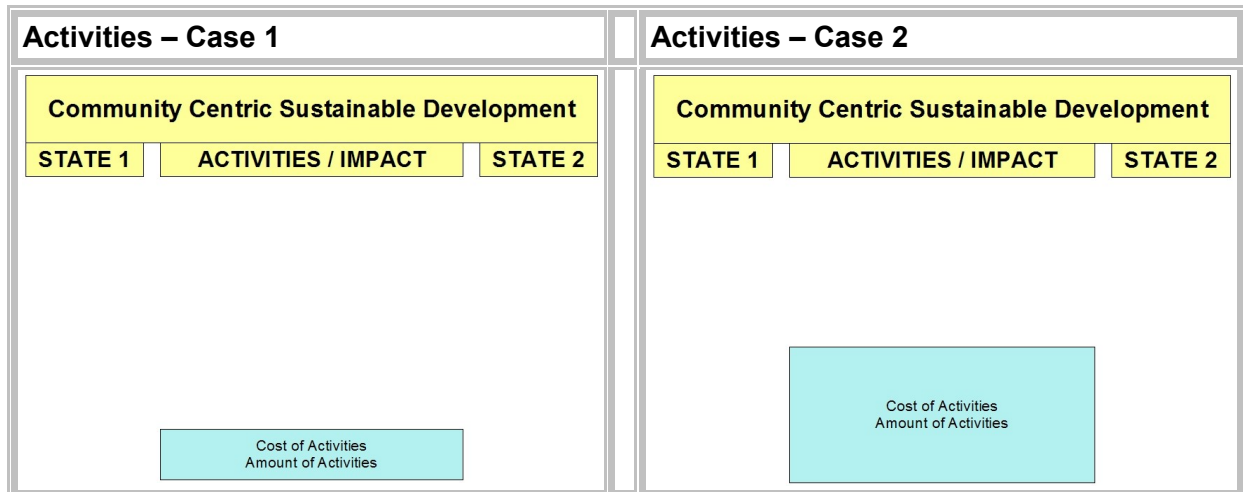 Activities – Case 1
Activities – Case 2
Community Centric Sustainable Development
STATE 1
ACTIVITIES / IMPACT
STATE 2
Cost of Activities
Amount of Activities
Community Centric Sustainable Development
STATE 1
ACTIVITIES / IMPACT
STATE 2
Cost of Activities
Amount of Activities